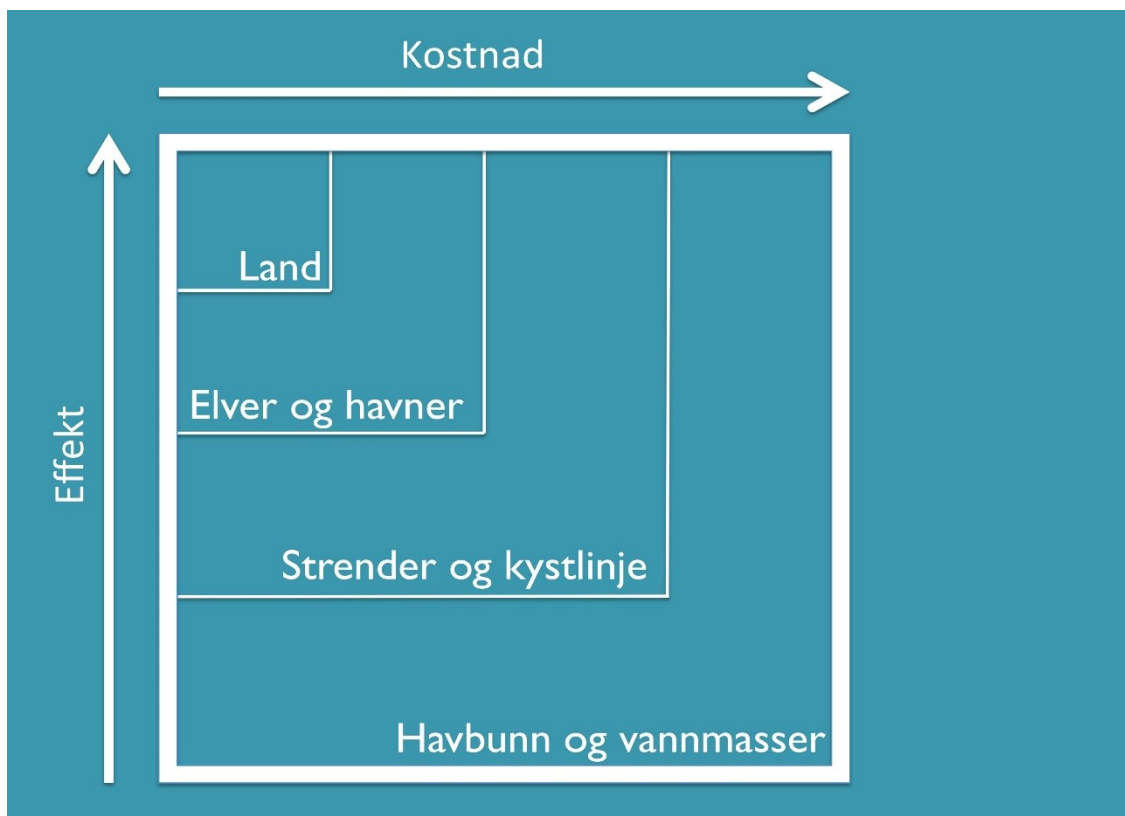 Kostnad
Effekt
Land
Elver og havner
Strender og kystlinje
Havbunn og vannmasser